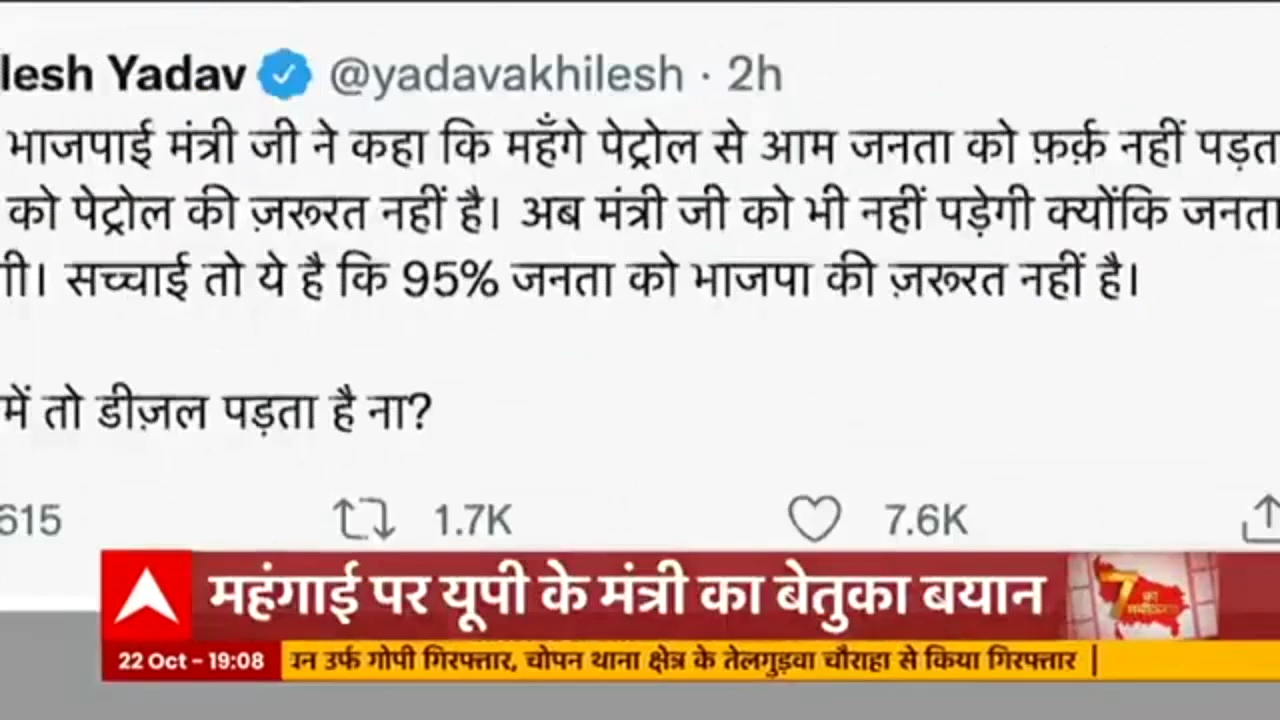 lesh Yadav @yadavakhilesh · 2h
भाजपाई मंत्री जी ने कहा कि महँगे पेट्रोल से आम जनता को फ़र्क़ नहीं पड़त
को पेट्रोल की ज़रूरत नहीं है। अब मंत्री जी को भी नहीं पड़ेगी क्योंकि जनता
गी। सच्चाई तो ये है कि 95% जनता को भाजपा की ज़रूरत नहीं है।
में तो डीज़ल पड़ता है ना?
615 1.7K 7.6K
महंगाई पर यूपी के मंत्री का बेतुका बयान
7 का
22 Oct - 19:08 उर्फ गोपी गिरफ्तार, चोपन थाना क्षेत्र के तेलगुड़वा चौराहा से किया गिरफ्तार |